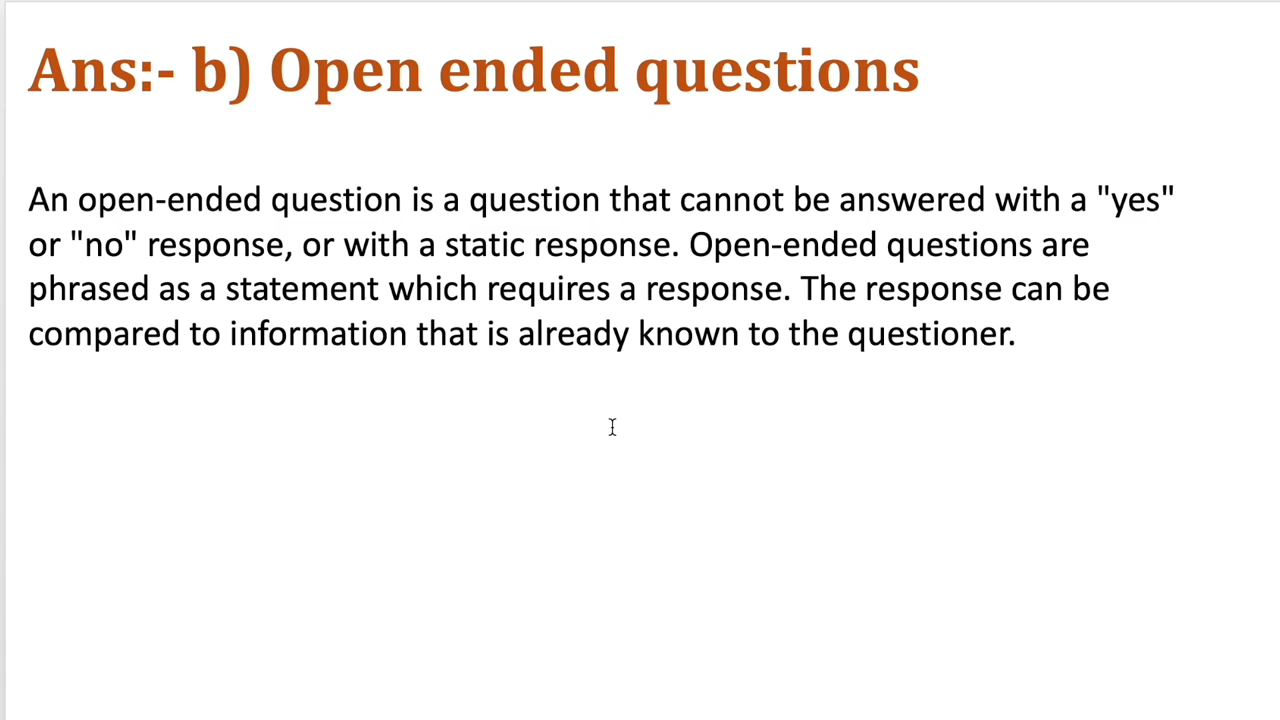 Ans:- b) Open ended questions
An open-ended question is a question that cannot be answered with a "yes"
or "no" response, or with a static response. Open-ended questions are
phrased as a statement which requires a response. The response can be
compared to information that is already known to the questioner.